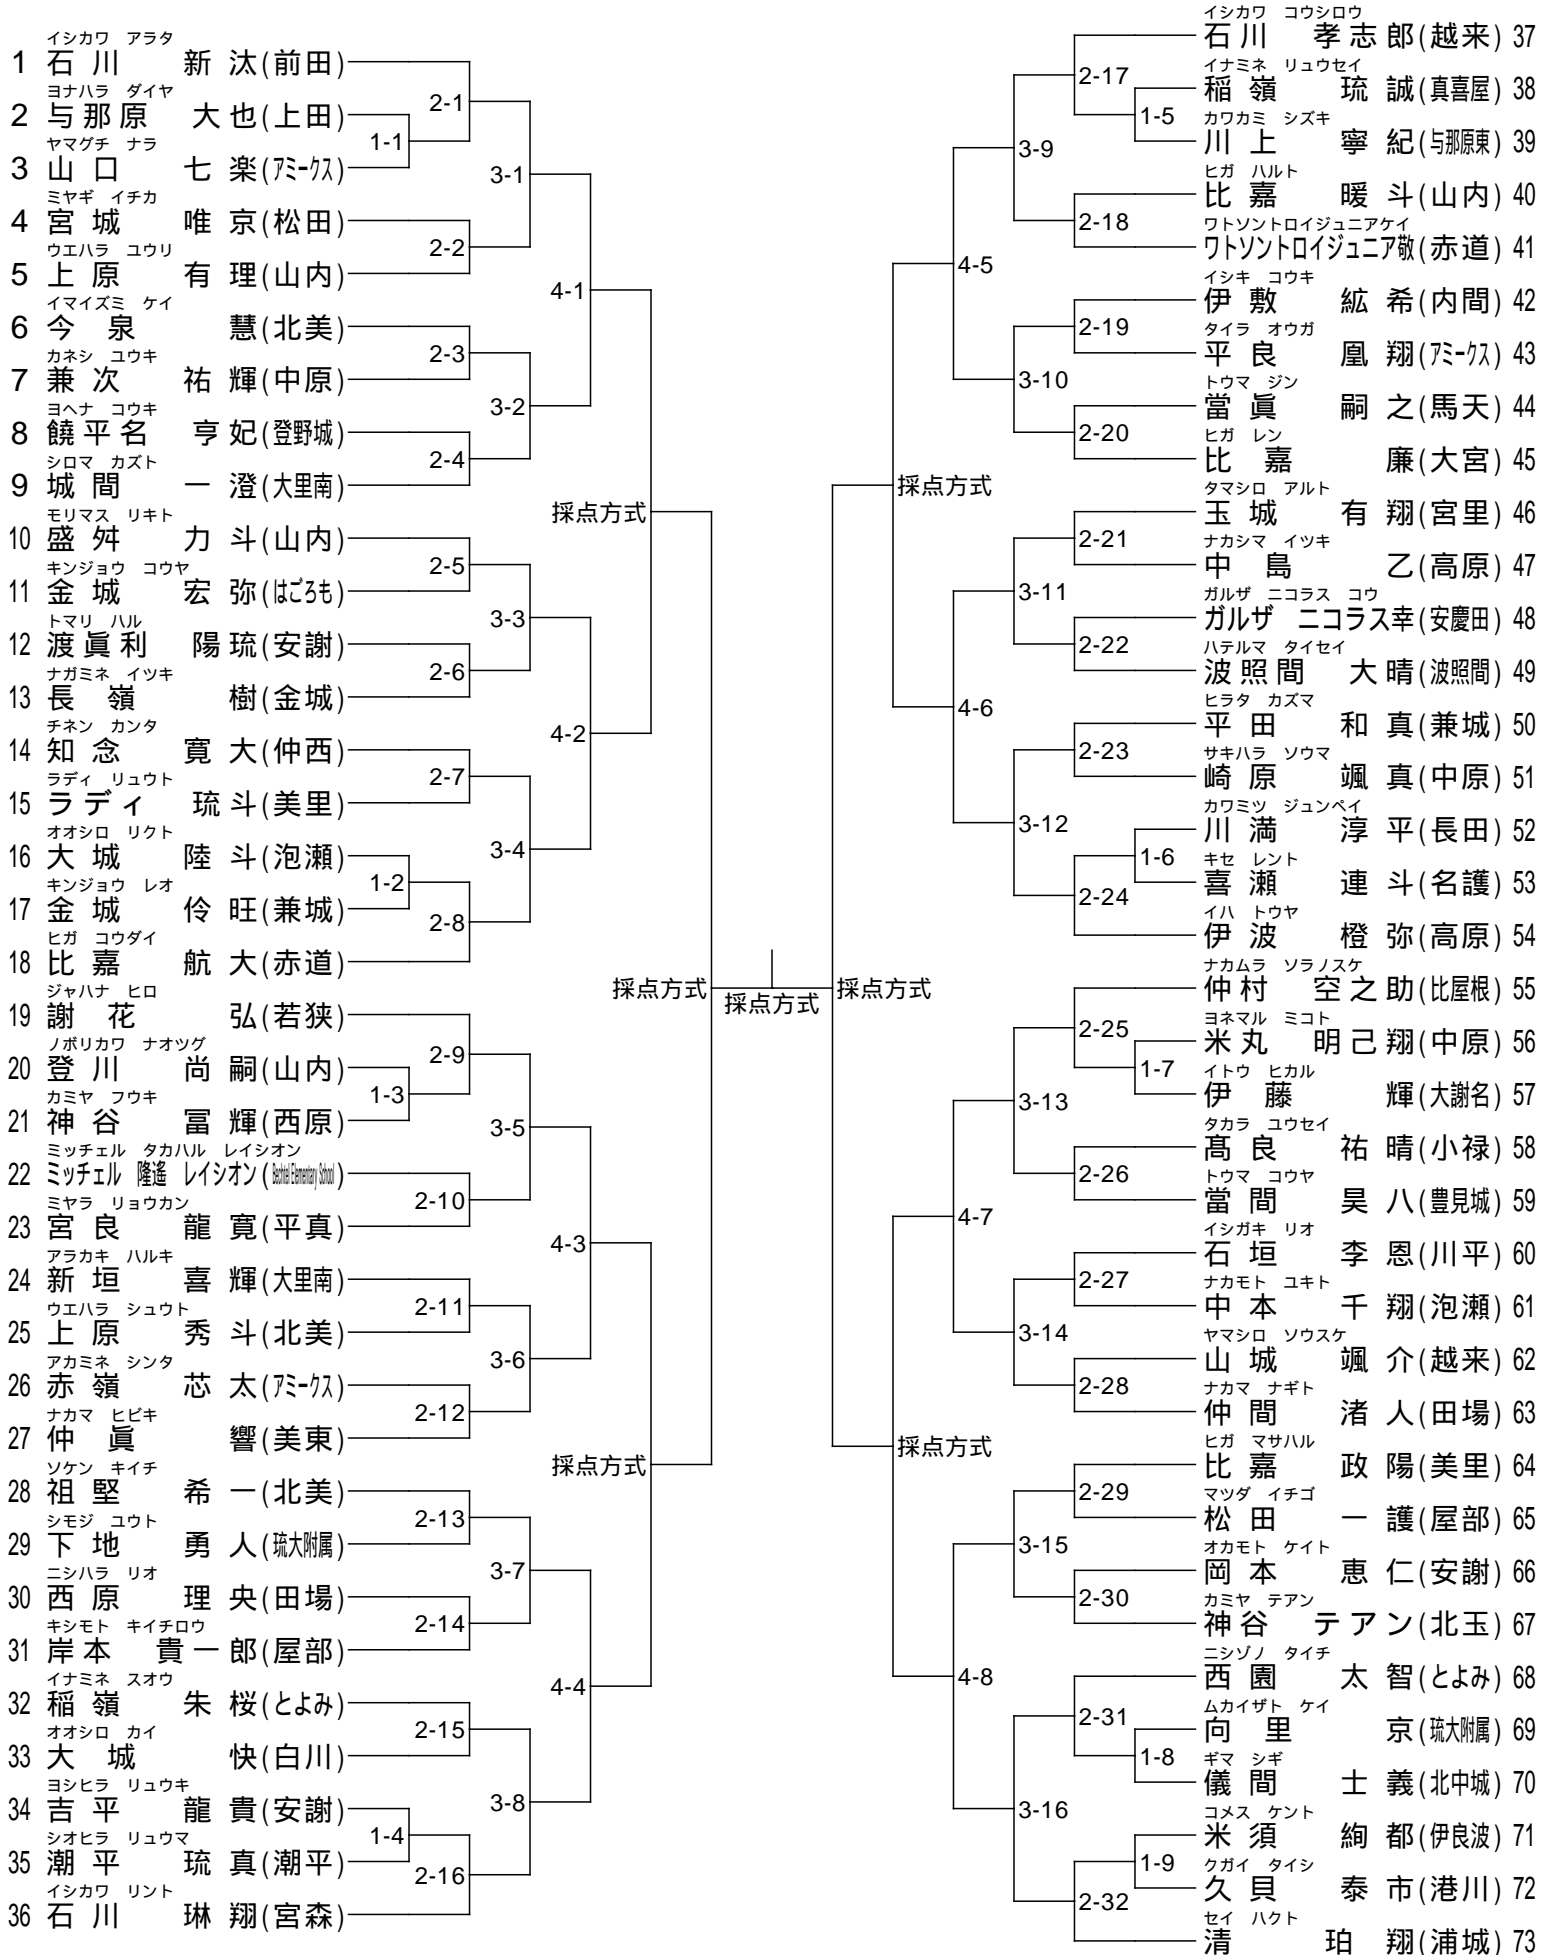 イシカワ アラタ
1 石川 新汰(前田)
ヨナハラ ダイヤ
2 与那原 大也(上田)
ヤマグチ ナラ
3 山口 七楽(アミークス)
ミヤギ イチカ
4 宮城 唯京(松田)
ウエハラ ユウリ
5 上原 有理(山内)
イマイズミ ケイ
6 今泉 慧(北美)
カネシ ユウキ
7 兼次 祐輝(中原)
ヨヘナ コウキ
8 饒平名 亨妃(登野城)
シロマ カズト
9 城間 一澄(大里南)
モリマス リキト
10 盛舛 力斗(山内)
キンジョウ コウヤ
11 金城 宏弥(はごろも)
トマリ ハル
12 渡眞利 陽琉(安謝)
ナガミネ イツキ
13 長嶺 樹(金城)
チネン カンタ
14 知念 寛大(仲西)
ラディ リュウト
15 ラディ 琉斗(美里)
オオシロ リクト
16 大城 陸斗(泡瀬)
キンジョウ レオ
17 金城 伶旺(兼城)
ヒガ コウダイ
18 比嘉 航大(赤道)
ジャハナ ヒロ
19 謝花 弘(若狭)
ノボリカワ ナオツグ
20 登川 尚嗣(山内)
カミヤ フウキ
21 神谷 冨輝(西原)
ミッチェル タカハル レイシオン
22 ミッチェル 隆遙 レイシオン(Bechtel Elementary School)
ミヤラ リョウカン
23 宮良 龍寛(平真)
アラカキ ハルキ
24 新垣 喜輝(大里南)
ウエハラ シュウト
25 上原 秀斗(北美)
アカミネ シンタ
26 赤嶺 芯太(アミークス)
ナカマ ヒビキ
27 仲眞 響(美東)
ソケン キイチ
28 祖堅 希一(北美)
シモジ ユウト
29 下地 勇人(琉大附属)
ニシハラ リオ
30 西原 理央(田場)
キシモト キイチロウ
31 岸本 貴一郎(屋部)
イナミネ スオウ
32 稲嶺 朱桜(とよみ)
オオシロ カイ
33 大城 快(白川)
ヨシヒラ リュウキ
34 吉平 龍貴(安謝)
シオヒラ リュウマ
35 潮平 琉真(潮平)
イシカワ リント
36 石川 琳翔(宮森)
1-1
1-2
1-3
1-4
2-1
2-2
2-3
2-4
2-5
2-6
2-7
2-8
2-9
2-10
2-11
2-12
2-13
2-14
2-15
2-16
3-1
3-2
3-3
3-4
3-5
3-6
3-7
3-8
4-1
4-2
4-3
4-4
採点方式
採点方式
採点方式
採点方式
採点方式
採点方式
採点方式
4-5
4-6
4-7
4-8
3-9
3-10
3-11
3-12
3-13
3-14
3-15
3-16
2-17
2-18
2-19
2-20
2-21
2-22
2-23
2-24
2-25
2-26
2-27
2-28
2-29
2-30
2-31
2-32
1-5
1-6
1-7
1-8
1-9
イシカワ コウシロウ
石川 孝志郎(越来) 37
イナミネ リュウセイ
稲嶺 琉誠(真喜屋) 38
カワカミ シズキ
川上 寧紀(与那原東) 39
ヒガ ハルト
比嘉 暖斗(山内) 40
ワトソントロイジュニアケイ
ワトソントロイジュニア敬(赤道) 41
イシキ コウキ
伊敷 絋希(内間) 42
タイラ オウガ
平良 凰翔(アミークス) 43
トウマ ジン
當眞 嗣之(馬天) 44
ヒガ レン
比嘉 廉(大宮) 45
タマシロ アルト
玉城 有翔(宮里) 46
ナカシマ イツキ
中島 乙(高原) 47
ガルザ ニコラス コウ
ガルザ ニコラス幸(安慶田) 48
ハテルマ タイセイ
波照間 大晴(波照間) 49
ヒラタ カズマ
平田 和真(兼城) 50
サキハラ ソウマ
崎原 颯真(中原) 51
カワミツ ジュンペイ
川満 淳平(長田) 52
キセ レント
喜瀬 連斗(名護) 53
イハ トウヤ
伊波 橙弥(高原) 54
ナカムラ ソラノスケ
仲村 空之助(比屋根) 55
ヨネマル ミコト
米丸 明己翔(中原) 56
イトウ ヒカル
伊藤 輝(大謝名) 57
タカラ ユウセイ
髙良 祐晴(小禄) 58
トウマ コウヤ
當間 昊八(豊見城) 59
イシガキ リオ
石垣 李恩(川平) 60
ナカモト ユキト
中本 千翔(泡瀬) 61
ヤマシロ ソウスケ
山城 颯介(越来) 62
ナカマ ナギト
仲間 渚人(田場) 63
ヒガ マサハル
比嘉 政陽(美里) 64
マツダ イチゴ
松田 一護(屋部) 65
オカモト ケイト
岡本 恵仁(安謝) 66
カミヤ テアン
神谷 テアン(北玉) 67
ニシゾノ タイチ
西園 太智(とよみ) 68
ムカイザト ケイ
向里 京(琉大附属) 69
ギマ シギ
儀間 士義(北中城) 70
コメス ケント
米須 絢都(伊良波) 71
クガイ タイシ
久貝 泰市(港川) 72
セイ ハクト
清 珀翔(浦城) 73